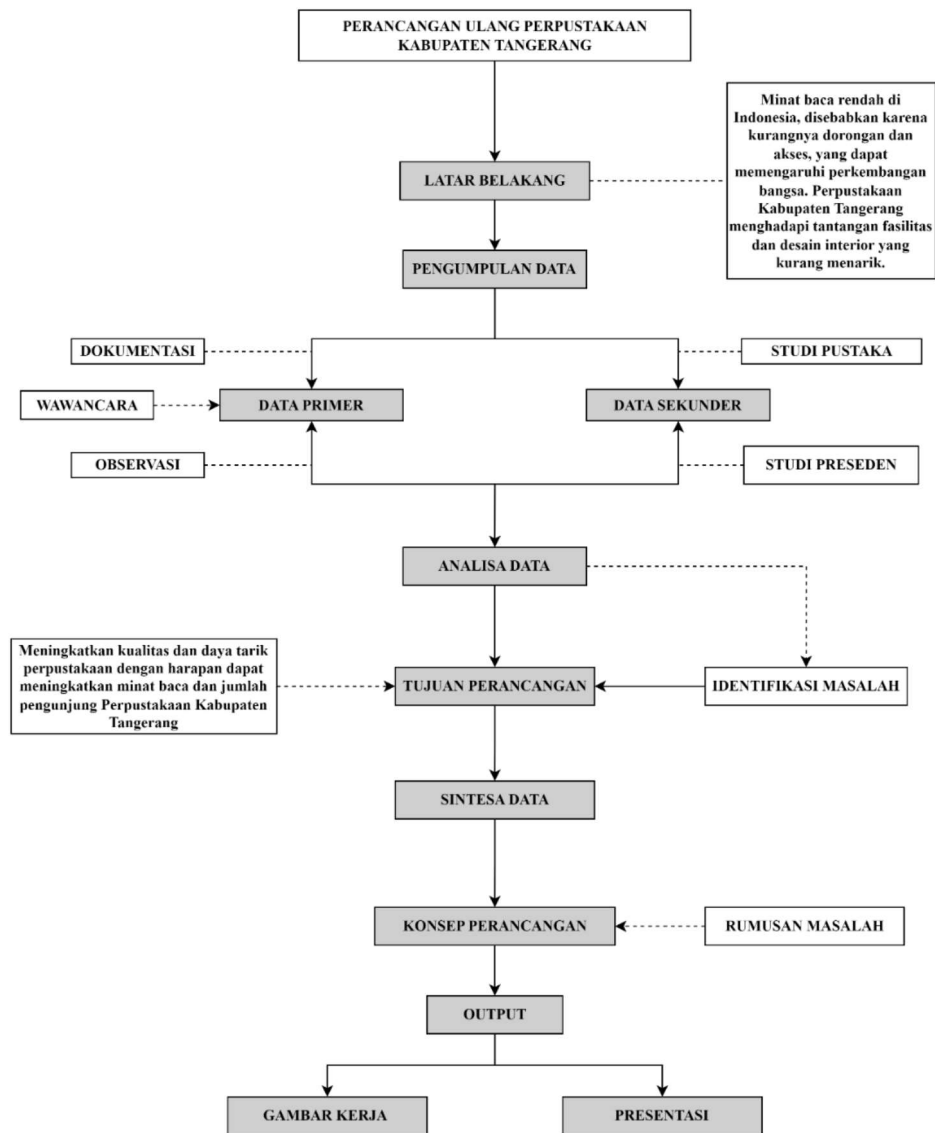 PERANCANGAN ULANG PERPUSTAKAAN
KABUPATEN TANGERANG
Minat baca rendah di
Indonesia, disebabkan karena
kurangnya dorongan dan
akses, yang dapat
memengaruhi perkembangan
bangsa. Perpustakaan
Kabupaten Tangerang
menghadapi tantangan fasilitas
dan desain interior yang
kurang menarik.
LATAR BELAKANG
PENGUMPULAN DATA
DOKUMENTASI
STUDI PUSTAKA
WAWANCARA
DATA PRIMER
DATA SEKUNDER
OBSERVASI
STUDI PRESEDEN
ANALISA DATA
Meningkatkan kualitas dan daya tarik
perpustakaan dengan harapan dapat
meningkatkan minat baca dan jumlah
pengunjung Perpustakaan Kabupaten
Tangerang
TUJUAN PERANCANGAN
IDENTIFIKASI MASALAH
SINTESA DATA
KONSEP PERANCANGAN
RUMUSAN MASALAH
OUTPUT
GAMBAR KERJA
PRESENTASI